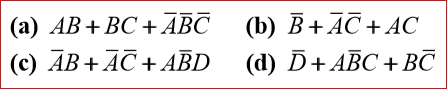 (a) AB + BC + A̅B̅C̅ (b) B̅ + A̅C̅ + AC
(c) A̅B + A̅C̅ + AB̅D (d) D̅ + AB̅C + BC̅